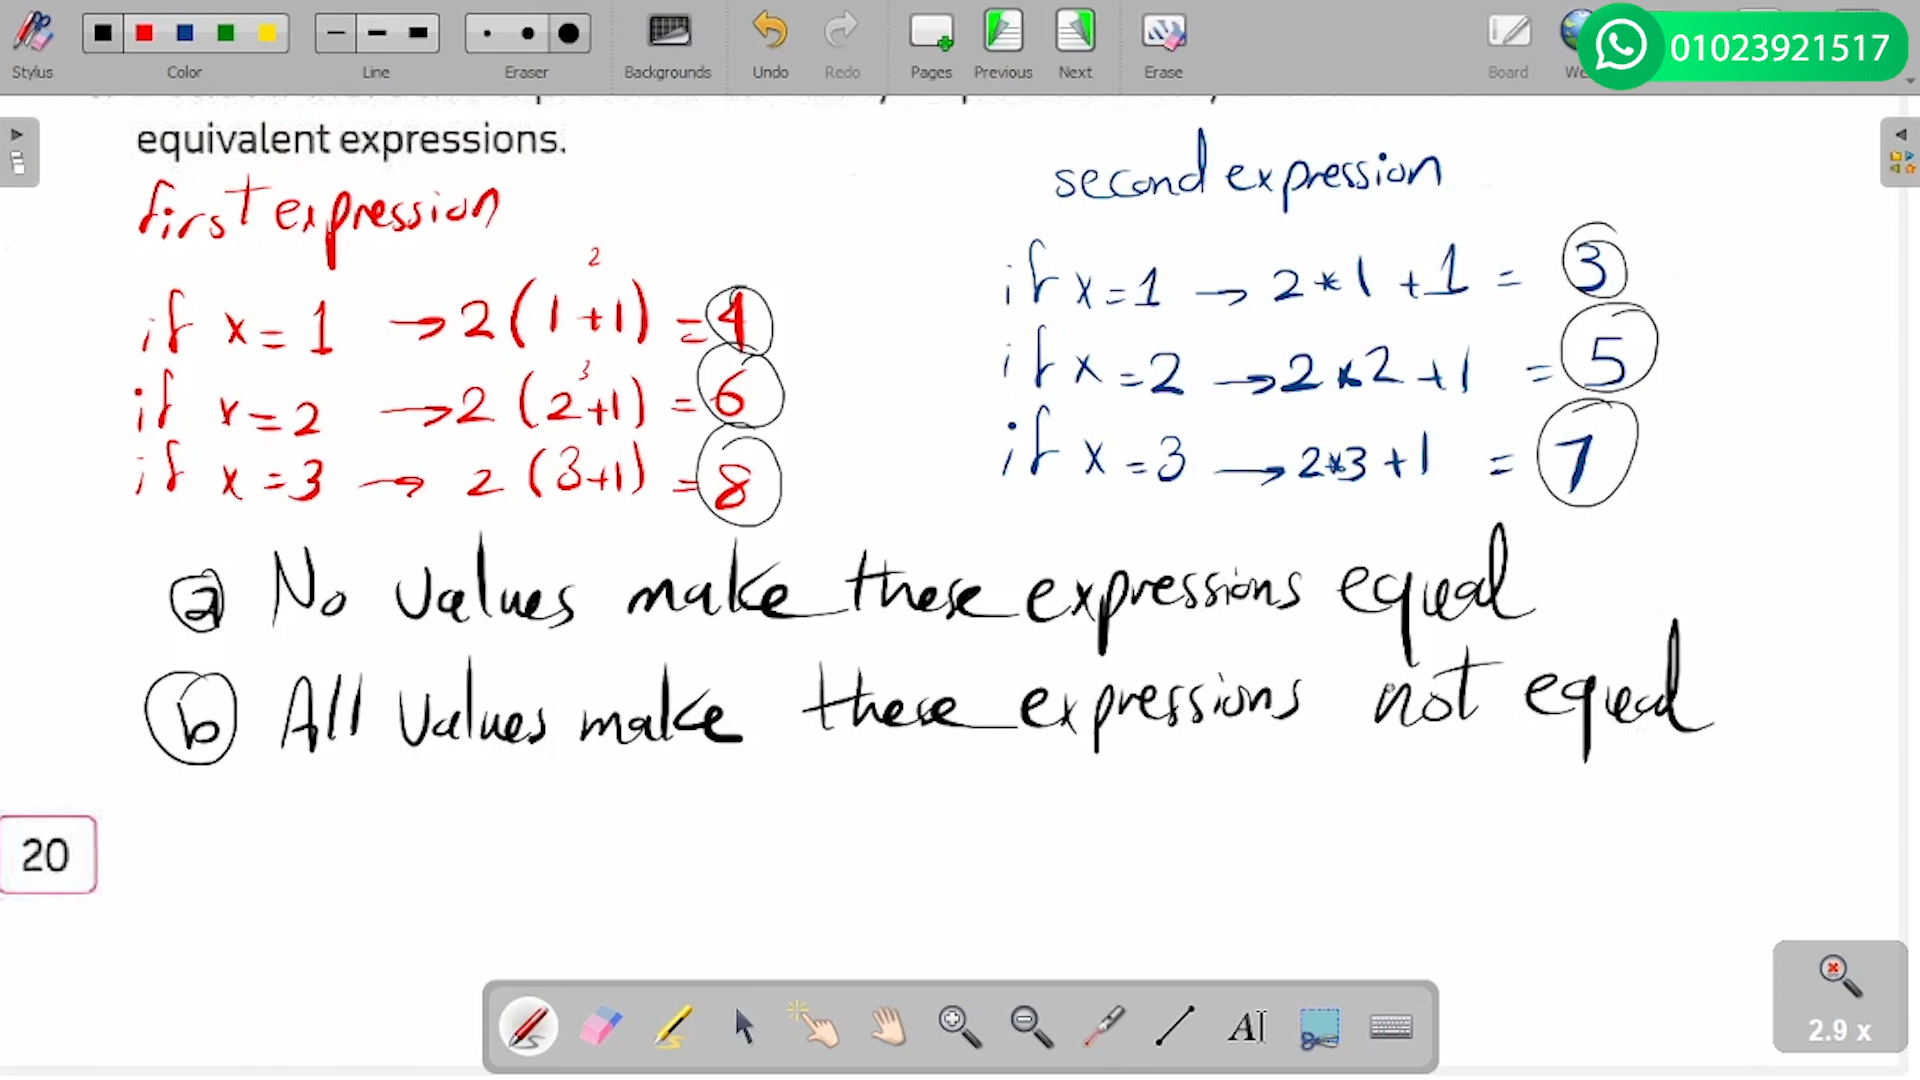 Stylus Color Line Eraser Backgrounds Undo Redo Pages Previous Next Erase Board
01023921517
equivalent expressions.
first expression
second expression
2
if x = 1 → 2 (1 + 1) = 4
if x = 1 → 2 * 1 + 1 = 3
3
if x = 2 → 2 (2 + 1) = 6
if x = 2 → 2 * 2 + 1 = 5
if x = 3 → 2 (3 + 1) = 8
if x = 3 → 2 * 3 + 1 = 7
a No values make these expressions equal
b All values make these expressions not equal
20
2.9 x